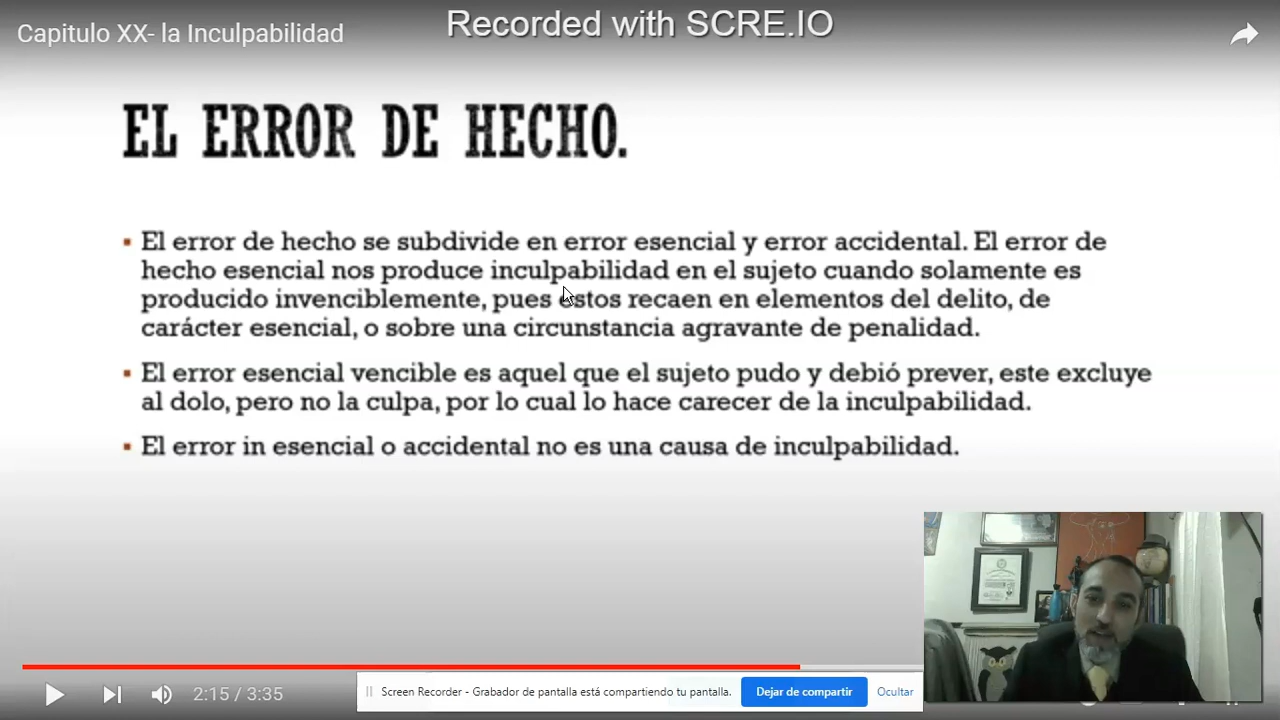 Recorded with SCRE.IO
Capitulo XX- la Inculpabilidad
EL ERROR DE HECHO.
▪ El error de hecho se subdivide en error esencial y error accidental. El error de
hecho esencial nos produce inculpabilidad en el sujeto cuando solamente es
producido invenciblemente, pues estos recaen en elementos del delito, de
carácter esencial, o sobre una circunstancia agravante de penalidad.
▪ El error esencial vencible es aquel que el sujeto pudo y debió prever, este excluye
al dolo, pero no la culpa, por lo cual lo hace carecer de la inculpabilidad.
▪ El error in esencial o accidental no es una causa de inculpabilidad.
2:15 / 3:35
Screen Recorder - Grabador de pantalla está compartiendo tu pantalla.
Dejar de compartir
Ocultar